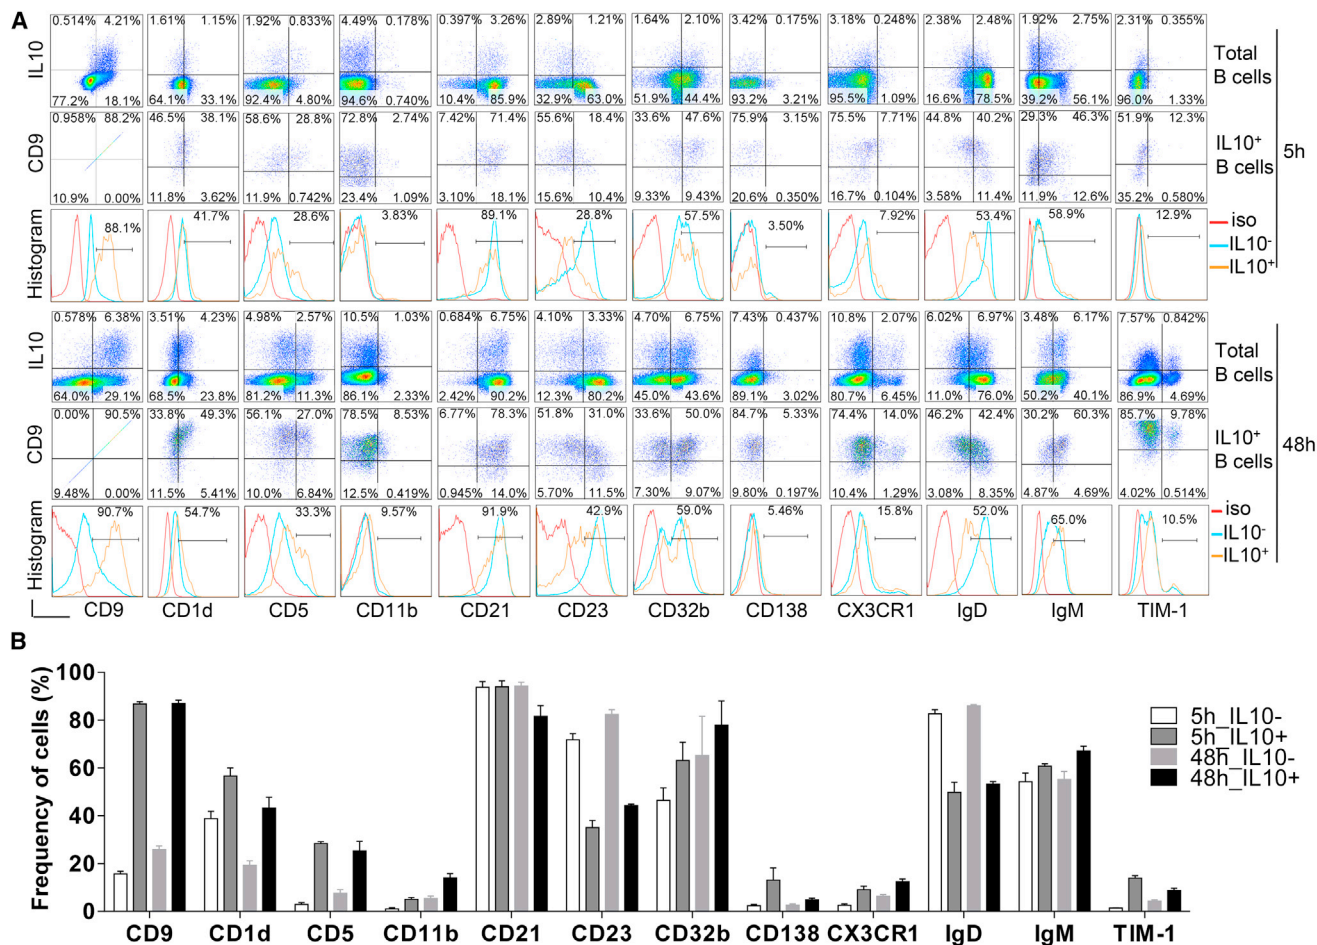 A
IL10
0.514% 4.21% 1.61% 1.15% 1.92% 0.833% 4.49% 0.178% 0.397% 3.26% 2.89% 1.21% 1.64% 2.10% 3.42% 0.175% 3.18% 0.248% 2.38% 2.48% 1.92% 2.75% 2.31% 0.355%
Total
B cells
77.2% 18.1% 64.1% 33.1% 92.4% 4.80% 94.6% 0.740% 10.4% 85.9% 32.9% 63.0% 51.9% 44.4% 93.2% 3.21% 95.5% 1.09% 16.6% 78.5% 39.2% 56.1% 96.0% 1.33%
CD9
0.958% 88.2% 46.5% 38.1% 58.6% 28.8% 72.8% 2.74% 7.42% 71.4% 55.6% 18.4% 33.6% 47.6% 75.9% 3.15% 75.5% 7.71% 44.8% 40.2% 29.3% 46.3% 51.9% 12.3%
IL10+
B cells
5h
10.9% 0.00% 11.8% 3.62% 11.9% 0.742% 23.4% 1.09% 3.10% 18.1% 15.6% 10.4% 9.33% 9.43% 20.6% 0.350% 16.7% 0.104% 3.58% 11.4% 11.9% 12.6% 35.2% 0.580%
Histogram
88.1% 41.7% 28.6% 3.83% 89.1% 28.8% 57.5% 3.50% 7.92% 53.4% 58.9% 12.9%
iso
IL10-
IL10+
IL10
0.578% 6.38% 3.51% 4.23% 4.98% 2.57% 10.5% 1.03% 0.684% 6.75% 4.10% 3.33% 4.70% 6.75% 7.43% 0.437% 10.8% 2.07% 6.02% 6.97% 3.48% 6.17% 7.57% 0.842%
Total
B cells
64.0% 29.1% 68.5% 23.8% 81.2% 11.3% 86.1% 2.33% 2.42% 90.2% 12.3% 80.2% 45.0% 43.6% 89.1% 3.02% 80.7% 6.45% 11.0% 76.0% 50.2% 40.1% 86.9% 4.69%
CD9
0.00% 90.5% 33.8% 49.3% 56.1% 27.0% 78.5% 8.53% 6.77% 78.3% 51.8% 31.0% 33.6% 50.0% 84.7% 5.33% 74.4% 14.0% 46.2% 42.4% 30.2% 60.3% 85.7% 9.78%
IL10+
B cells
48h
9.48% 0.00% 11.5% 5.41% 10.0% 6.84% 12.5% 0.419% 0.945% 14.0% 5.70% 11.5% 7.30% 9.07% 9.80% 0.197% 10.4% 1.29% 3.08% 8.35% 4.87% 4.69% 4.02% 0.514%
Histogram
90.7% 54.7% 33.3% 9.57% 91.9% 42.9% 59.0% 5.46% 15.8% 52.0% 65.0% 10.5%
iso
IL10-
IL10+
CD9 CD1d CD5 CD11b CD21 CD23 CD32b CD138 CX3CR1 IgD IgM TIM-1
B
Frequency of cells (%)
100
80
60
40
20
0
5h_IL10-
5h_IL10+
48h_IL10-
48h_IL10+
CD9 CD1d CD5 CD11b CD21 CD23 CD32b CD138 CX3CR1 IgD IgM TIM-1